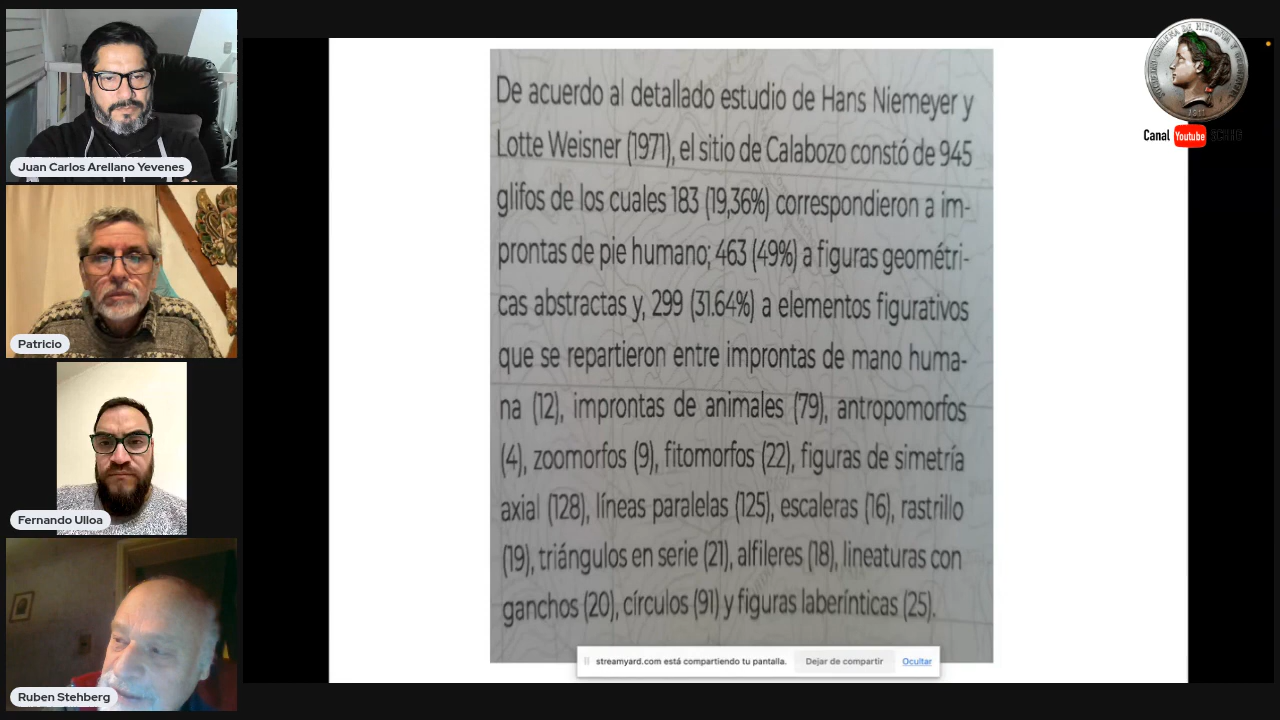 Juan Carlos Arellano Yevenes
Patricio
Fernando Ulloa
Ruben Stehberg
De acuerdo al detallado estudio de Hans Niemeyer y
Lotte Weisner (1971), el sitio de Calabozo constó de 945
glifos de los cuales 183 (19,36%) correspondieron a im-
prontas de pie humano; 463 (49%) a figuras geométri-
cas abstractas y, 299 (31.64%) a elementos figurativos
que se repartieron entre improntas de mano huma-
na (12), improntas de animales (79), antropomorfos
(4), zoomorfos (9), fitomorfos (22), figuras de simetría
axial (128), líneas paralelas (125), escaleras (16), rastrillo
(19), triángulos en serie (21), alfileres (18), lineaturas con
ganchos (20), círculos (91) y figuras laberínticas (25).
streamyard.com está compartiendo tu pantalla. Dejar de compartir Ocultar
Canal Youtube